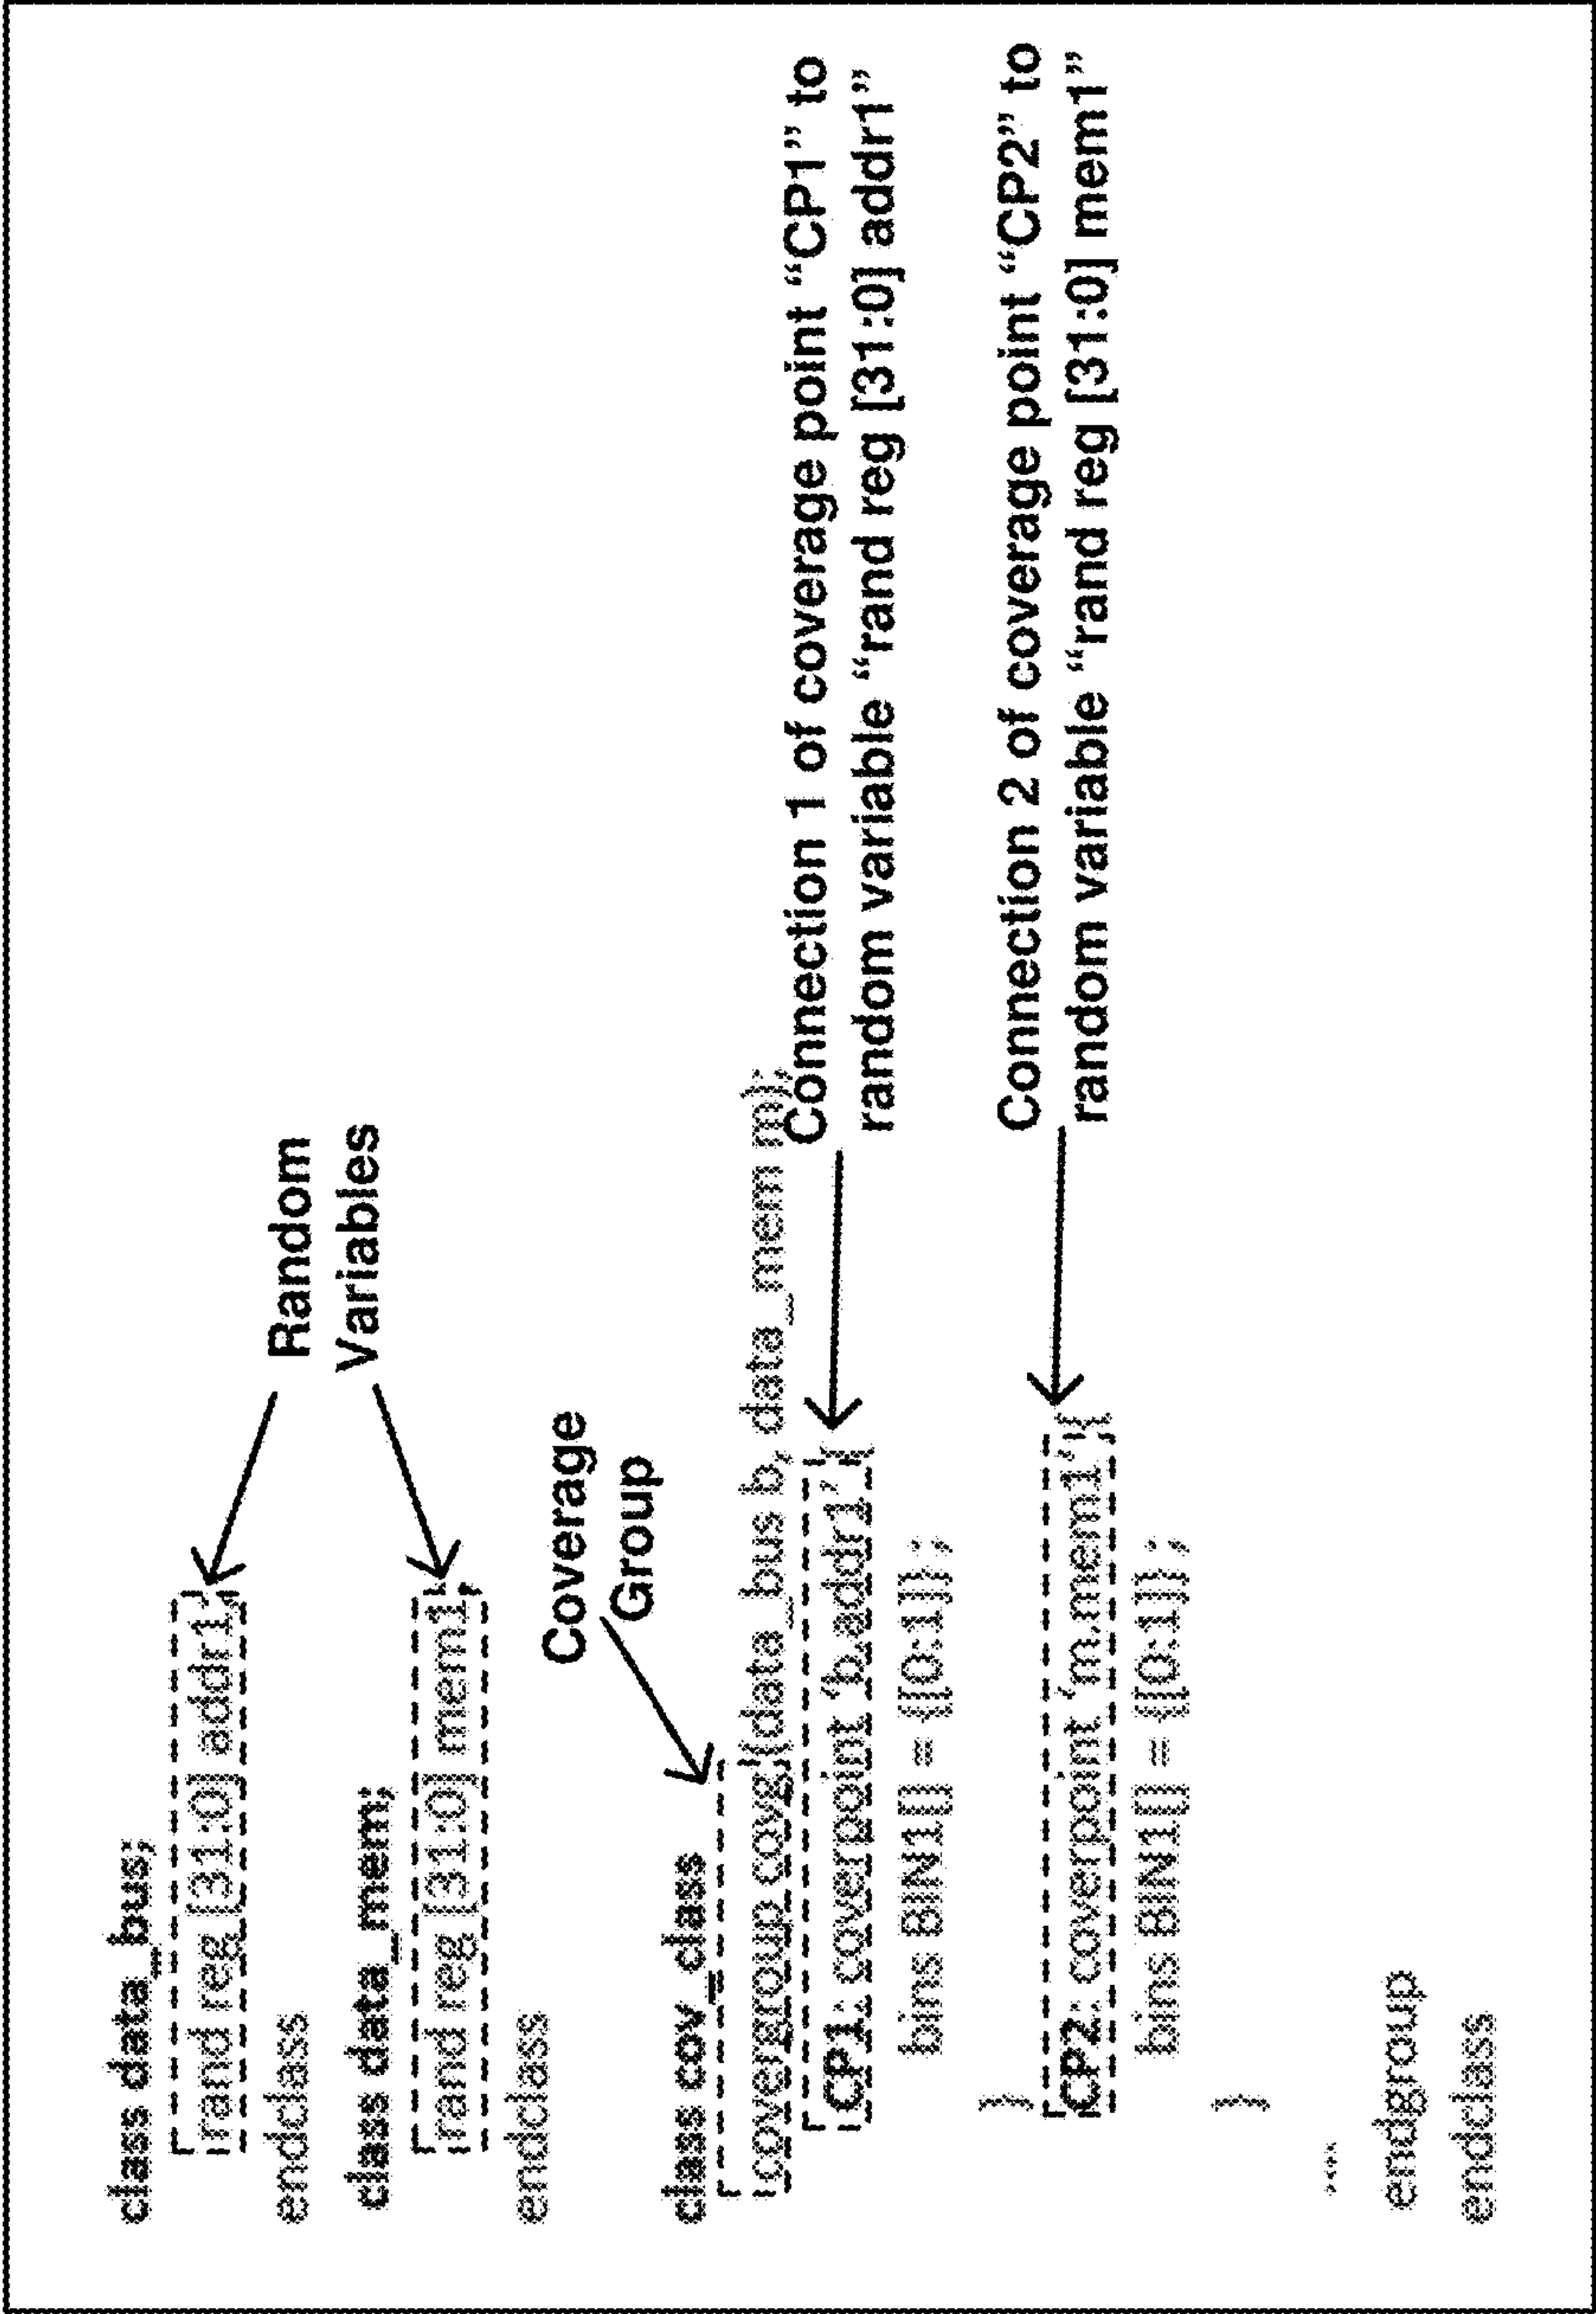 class data_bus;
rand reg [31:0] addr1;
endclass
Random
Variables
class data_mem;
rand reg [31:0] mem1;
endclass
Coverage
Group
class cov_class
covergroup covg (data_bus b, data_mem m);
CP1: coverpoint 'b.addr1' {
Connection 1 of coverage point “CP1” to
random variable “rand reg [31:0] addr1”
bins BIN1[] = {[0:1]} ;
}
CP2: coverpoint 'm.mem1' {
Connection 2 of coverage point “CP2” to
random variable “rand reg [31:0] mem1”
bins BIN1[] = {[0:1]} ;
}
....
endgroup
endclass